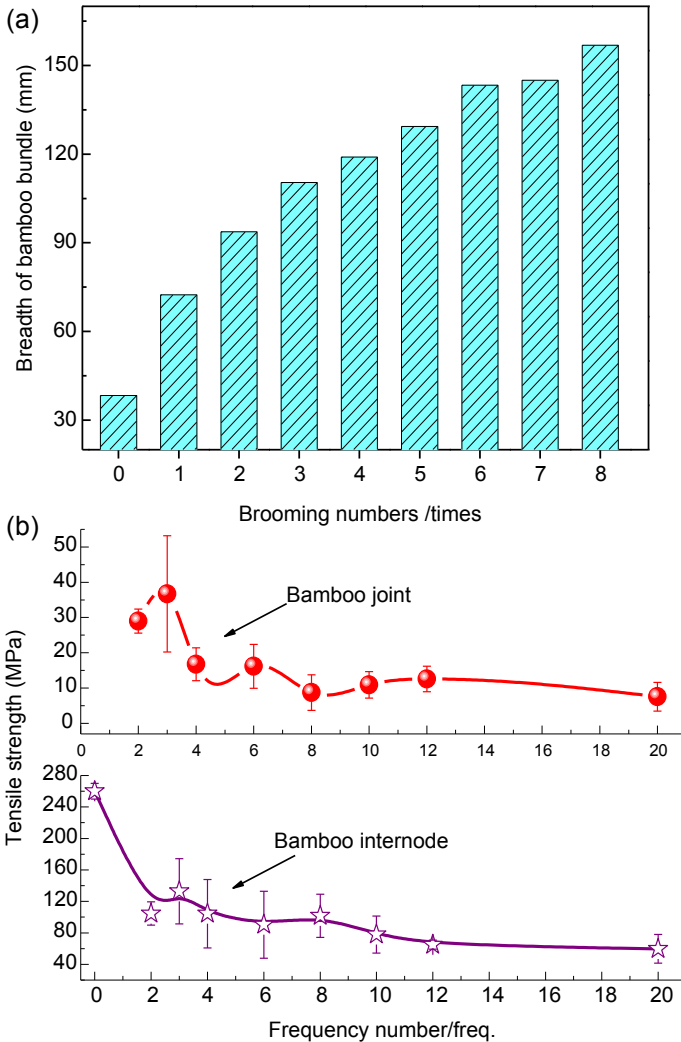 (a)
Breadth of bamboo bundle (mm)
150
120
90
60
30
0 1 2 3 4 5 6 7 8
Brooming numbers /times
(b)
Tensile strength (MPa)
50
40
30
20
10
0
Bamboo joint
0 2 4 6 8 10 12 14 16 18 20
280
240
200
160
120
80
40
Bamboo internode
0 2 4 6 8 10 12 14 16 18 20
Frequency number/freq.